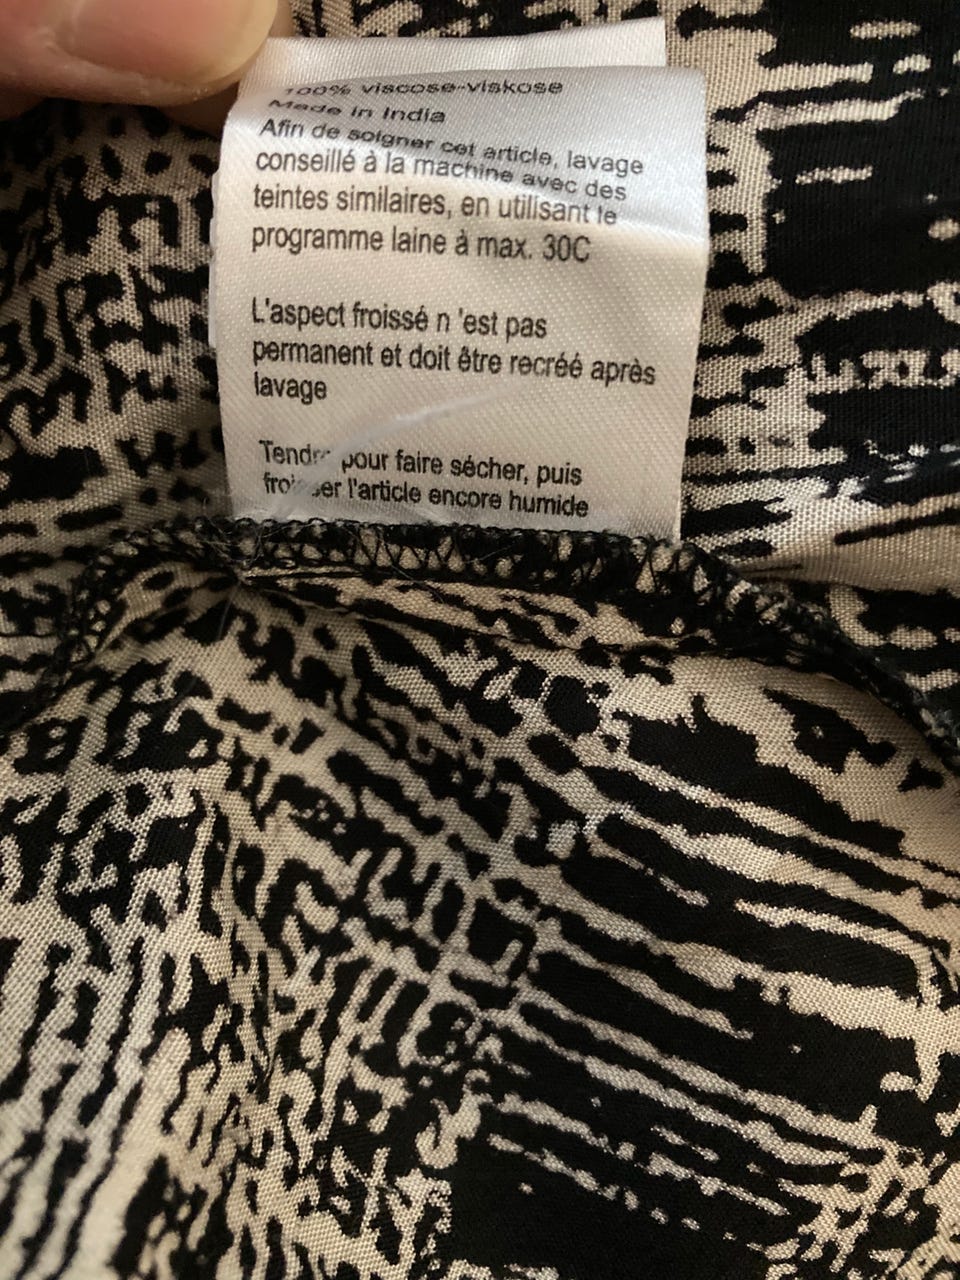 100% viscose-viskose
Made in India
Afin de soigner cet article, lavage
conseillé à la machine avec des
teintes similaires, en utilisant le
programme laine à max. 30C
L'aspect froissé n 'est pas
permanent et doit être recréé après
lavage
Tendre pour faire sécher, puis
froisser l'article encore humide